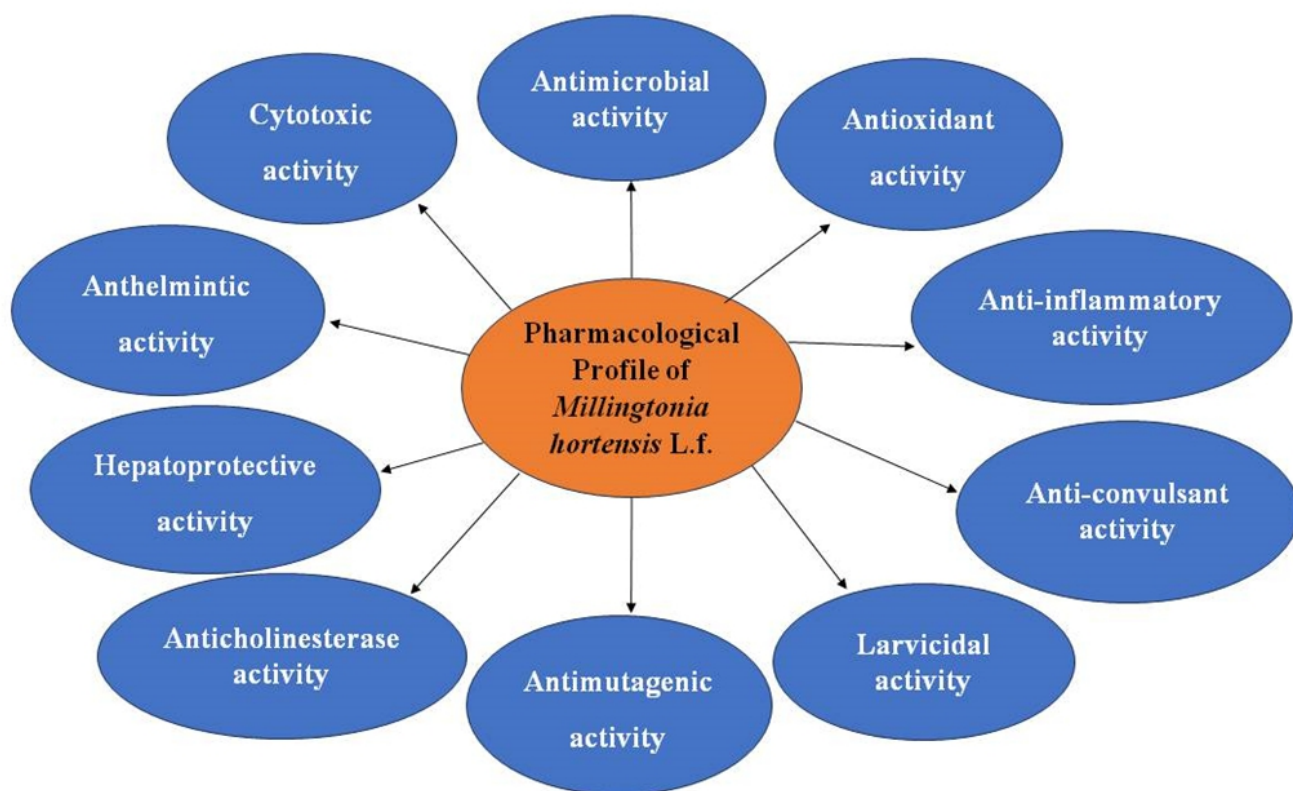 Antimicrobial
activity
Antioxidant
activity
Anti-inflammatory
activity
Anti-convulsant
activity
Larvicidal
activity
Antimutagenic
activity
Anticholinesterase
activity
Hepatoprotective
activity
Anthelmintic
activity
Cytotoxic
activity
Pharmacological
Profile of
Millingtonia
hortensis L.f.